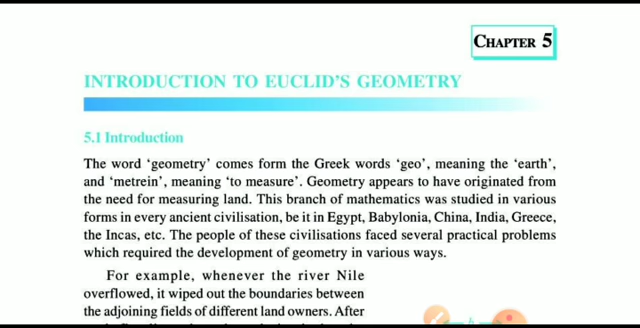 CHAPTER 5
INTRODUCTION TO EUCLID'S GEOMETRY
5.1 Introduction
The word 'geometry' comes form the Greek words 'geo', meaning the 'earth',
and 'metrein', meaning 'to measure'. Geometry appears to have originated from
the need for measuring land. This branch of mathematics was studied in various
forms in every ancient civilisation, be it in Egypt, Babylonia, China, India, Greece,
the Incas, etc. The people of these civilisations faced several practical problems
which required the development of geometry in various ways.
For example, whenever the river Nile
overflowed, it wiped out the boundaries between
the adjoining fields of different land owners. After